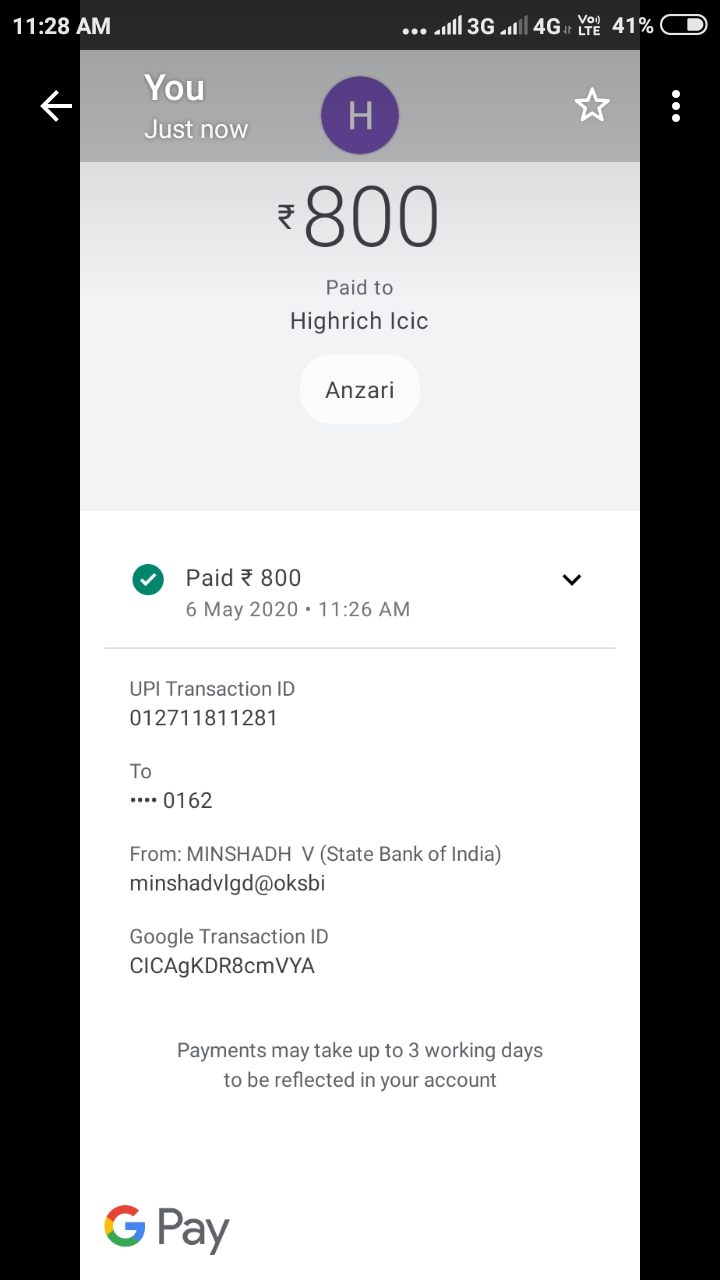 11:28 AM ... 3G 4G Vo) LTE 41%
You
Just now
H
₹800
Paid to
Highrich Icic
Anzari
Paid ₹ 800
6 May 2020 • 11:26 AM
UPI Transaction ID
012711811281
To
•••• 0162
From: MINSHADH V (State Bank of India)
minshadvlgd@oksbi
Google Transaction ID
CICAgKDR8cmVYA
Payments may take up to 3 working days
to be reflected in your account
G Pay